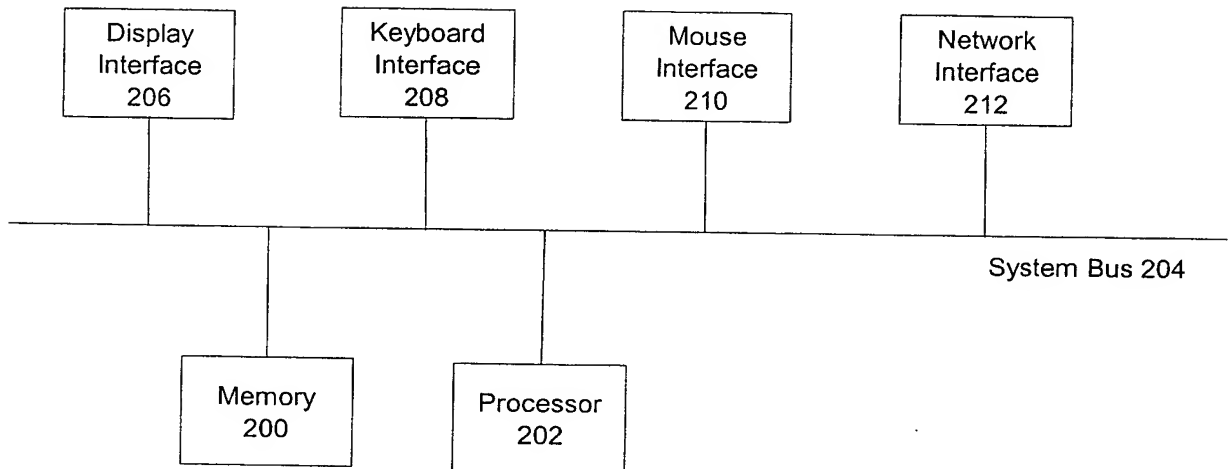 Display
Interface
206
Keyboard
Interface
208
Mouse
Interface
210
Network
Interface
212
System Bus 204
Memory
200
Processor
202